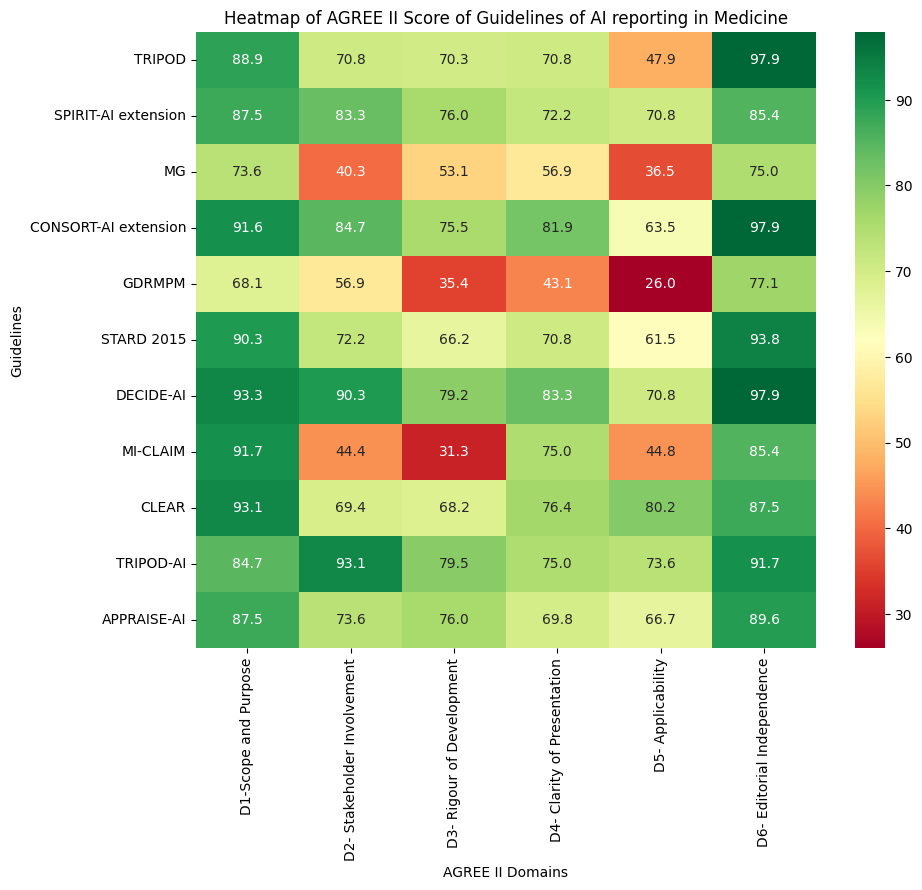 Heatmap of AGREE II Score of Guidelines of AI reporting in Medicine
Guidelines
TRIPOD 88.9 70.8 70.3 70.8 47.9 97.9
SPIRIT-AI extension 87.5 83.3 76.0 72.2 70.8 85.4
MG 73.6 40.3 53.1 56.9 36.5 75.0
CONSORT-AI extension 91.6 84.7 75.5 81.9 63.5 97.9
GDRMPM 68.1 56.9 35.4 43.1 26.0 77.1
STARD 2015 90.3 72.2 66.2 70.8 61.5 93.8
DECIDE-AI 93.3 90.3 79.2 83.3 70.8 97.9
MI-CLAIM 91.7 44.4 31.3 75.0 44.8 85.4
CLEAR 93.1 69.4 68.2 76.4 80.2 87.5
TRIPOD-AI 84.7 93.1 79.5 75.0 73.6 91.7
APPRAISE-AI 87.5 73.6 76.0 69.8 66.7 89.6
D1-Scope and Purpose
D2- Stakeholder Involvement
D3- Rigour of Development
D4- Clarity of Presentation
D5- Applicability
D6- Editorial Independence
AGREE II Domains
90
80
70
60
50
40
30